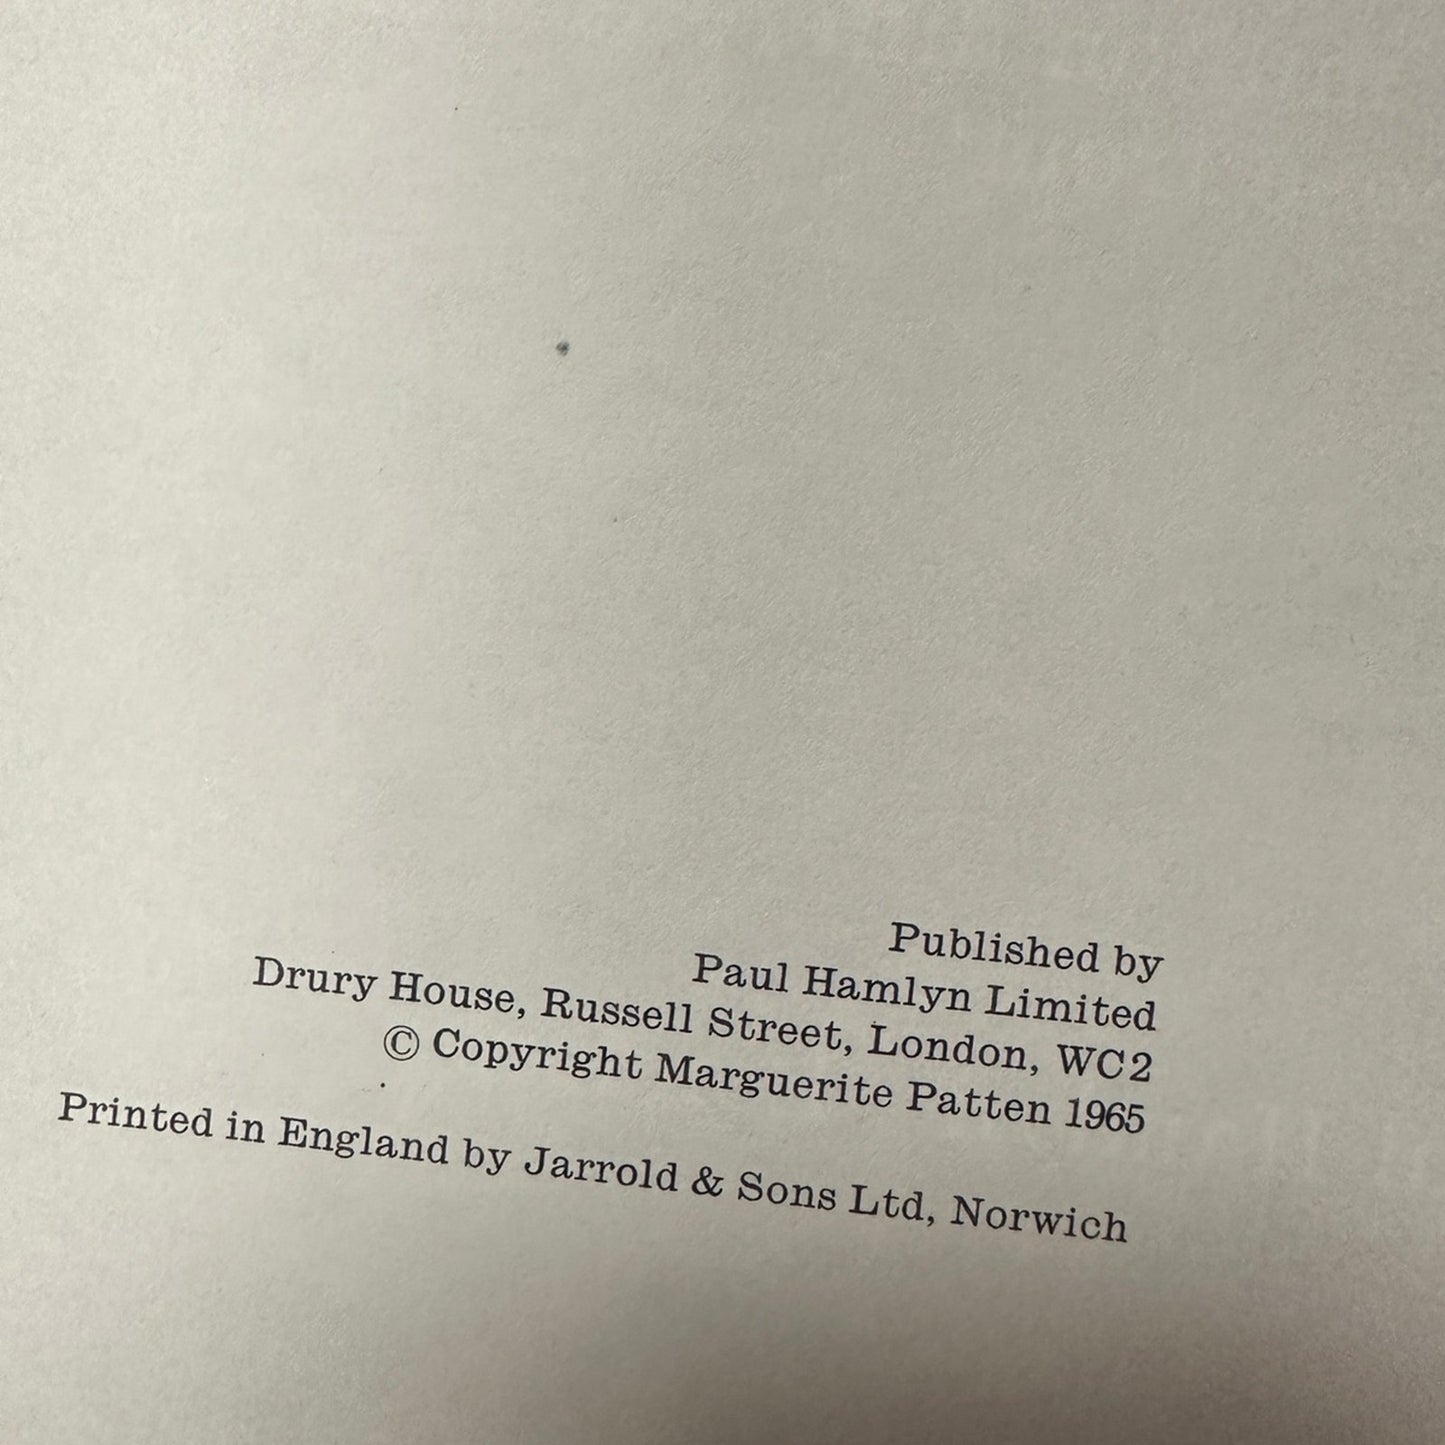 Published by
Paul Hamlyn Limited
Drury House, Russell Street, London, WC2
© Copyright Marguerite Patten 1965
Printed in England by Jarrold & Sons Ltd, Norwich